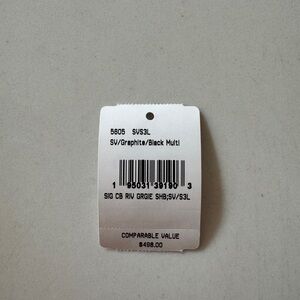 5605 SVS3L
SV/Graphite/Black Multi
1 95031 39190 3
SIG CB RIV GRGIE SHB;SV/S3L
COMPARABLE VALUE
$498.00